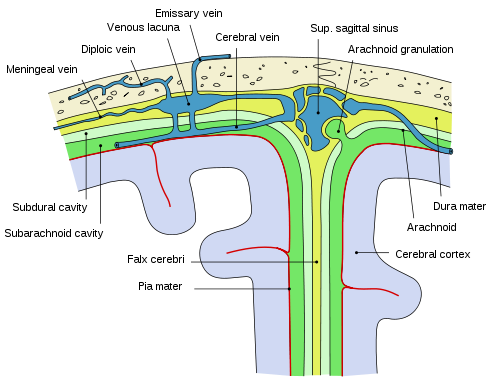 Emissary vein
Venous lacuna
Sup. sagittal sinus
Cerebral vein
Diploic vein
Arachnoid granulation
Meningeal vein
Subdural cavity
Dura mater
Arachnoid
Subarachnoid cavity
Falx cerebri
Cerebral cortex
Pia mater